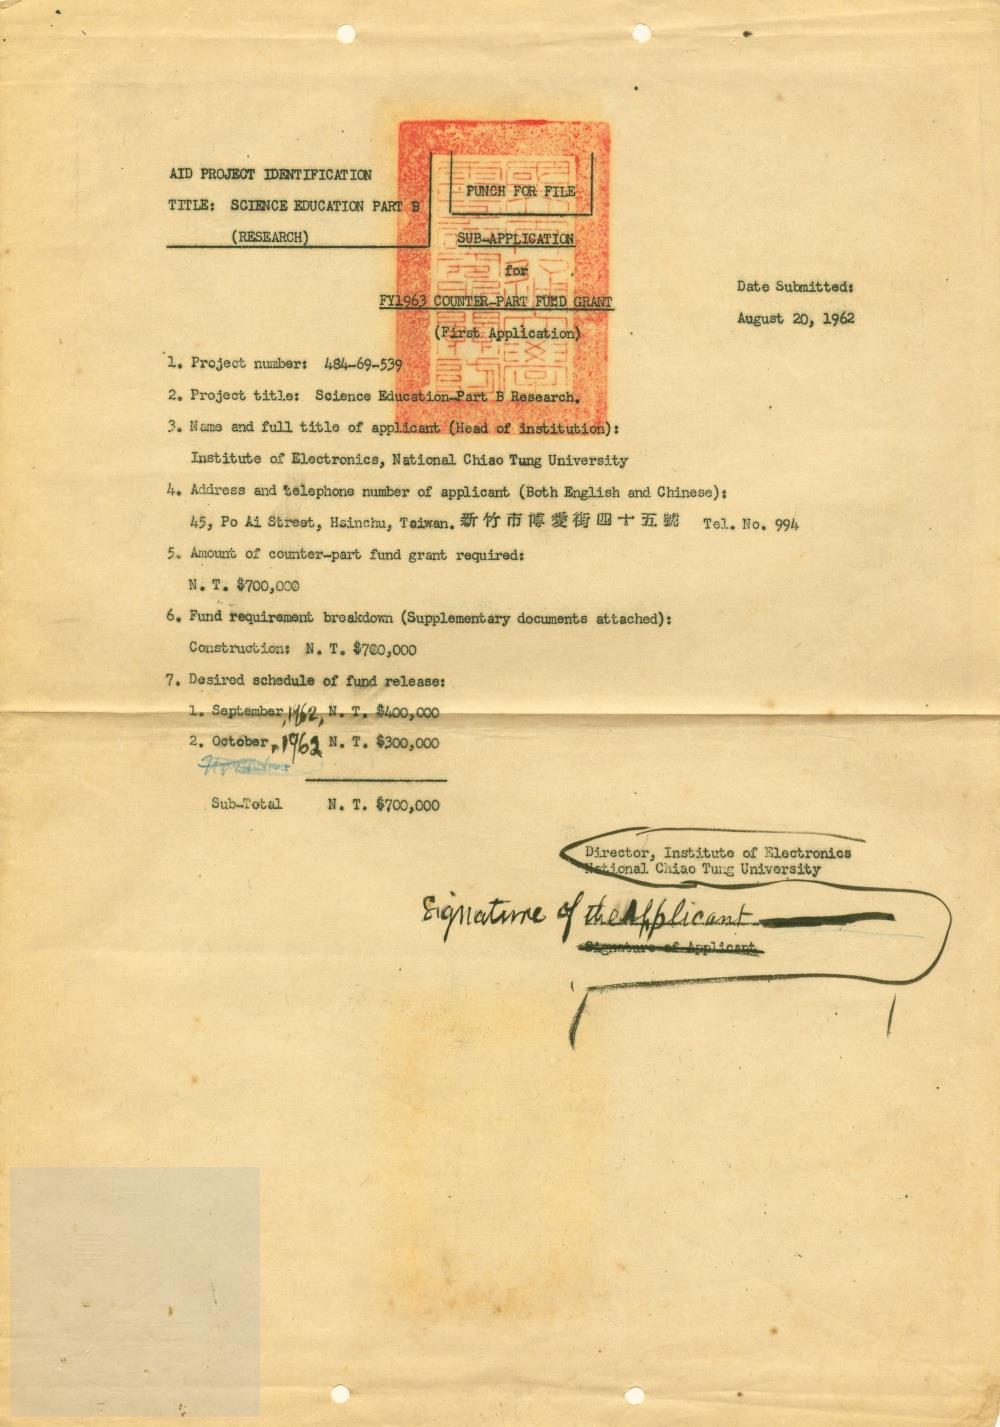 AID PROJECT IDENTIFICATION
TITLE: SCIENCE EDUCATION PART B
(RESEARCH)
PUNCH FOR FILE
SUB-APPLICATION
for
FY1963 COUNTER-PART FUND GRANT
(First Application)
Date Submitted:
August 20, 1962
1. Project number: 484-69-539
2. Project title: Science Education-Part B Research.
3. Name and full title of applicant (Head of institution):
Institute of Electronics, National Chiao Tung University
4. Address and telephone number of applicant (Both English and Chinese):
45, Po Ai Street, Hsinchu, Taiwan. 新竹市博愛街四十五號 Tel. No. 994
5. Amount of counter-part fund grant required:
N. T. $700,000
6. Fund requirement breakdown (Supplementary documents attached):
Construction: N. T. $700,000
7. Desired schedule of fund release:
1. September, 1962, N. T. $400,000
2. October, 1962 N. T. $300,000
Sub-Total N. T. $700,000
Director, Institute of Electronics
National Chiao Tung University
Signature of the Applicant
Signature of Applicant